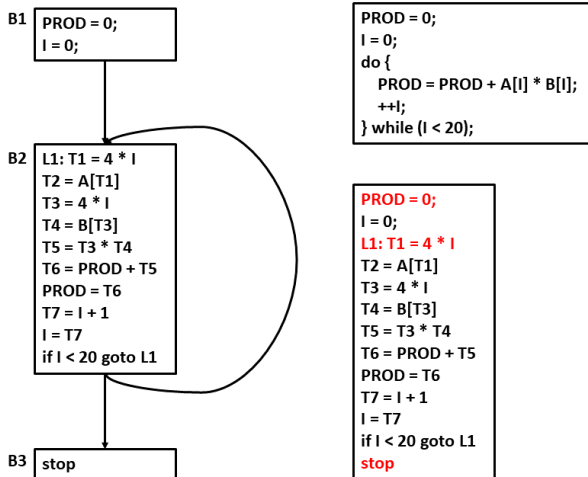 B1
PROD = 0;
I = 0;
B2
L1: T1 = 4 * I
T2 = A[T1]
T3 = 4 * I
T4 = B[T3]
T5 = T3 * T4
T6 = PROD + T5
PROD = T6
T7 = I + 1
I = T7
if I < 20 goto L1
B3
stop
PROD = 0;
I = 0;
do {
PROD = PROD + A[I] * B[I];
++I;
} while (I < 20);
PROD = 0;
I = 0;
L1: T1 = 4 * I
T2 = A[T1]
T3 = 4 * I
T4 = B[T3]
T5 = T3 * T4
T6 = PROD + T5
PROD = T6
T7 = I + 1
I = T7
if I < 20 goto L1
stop